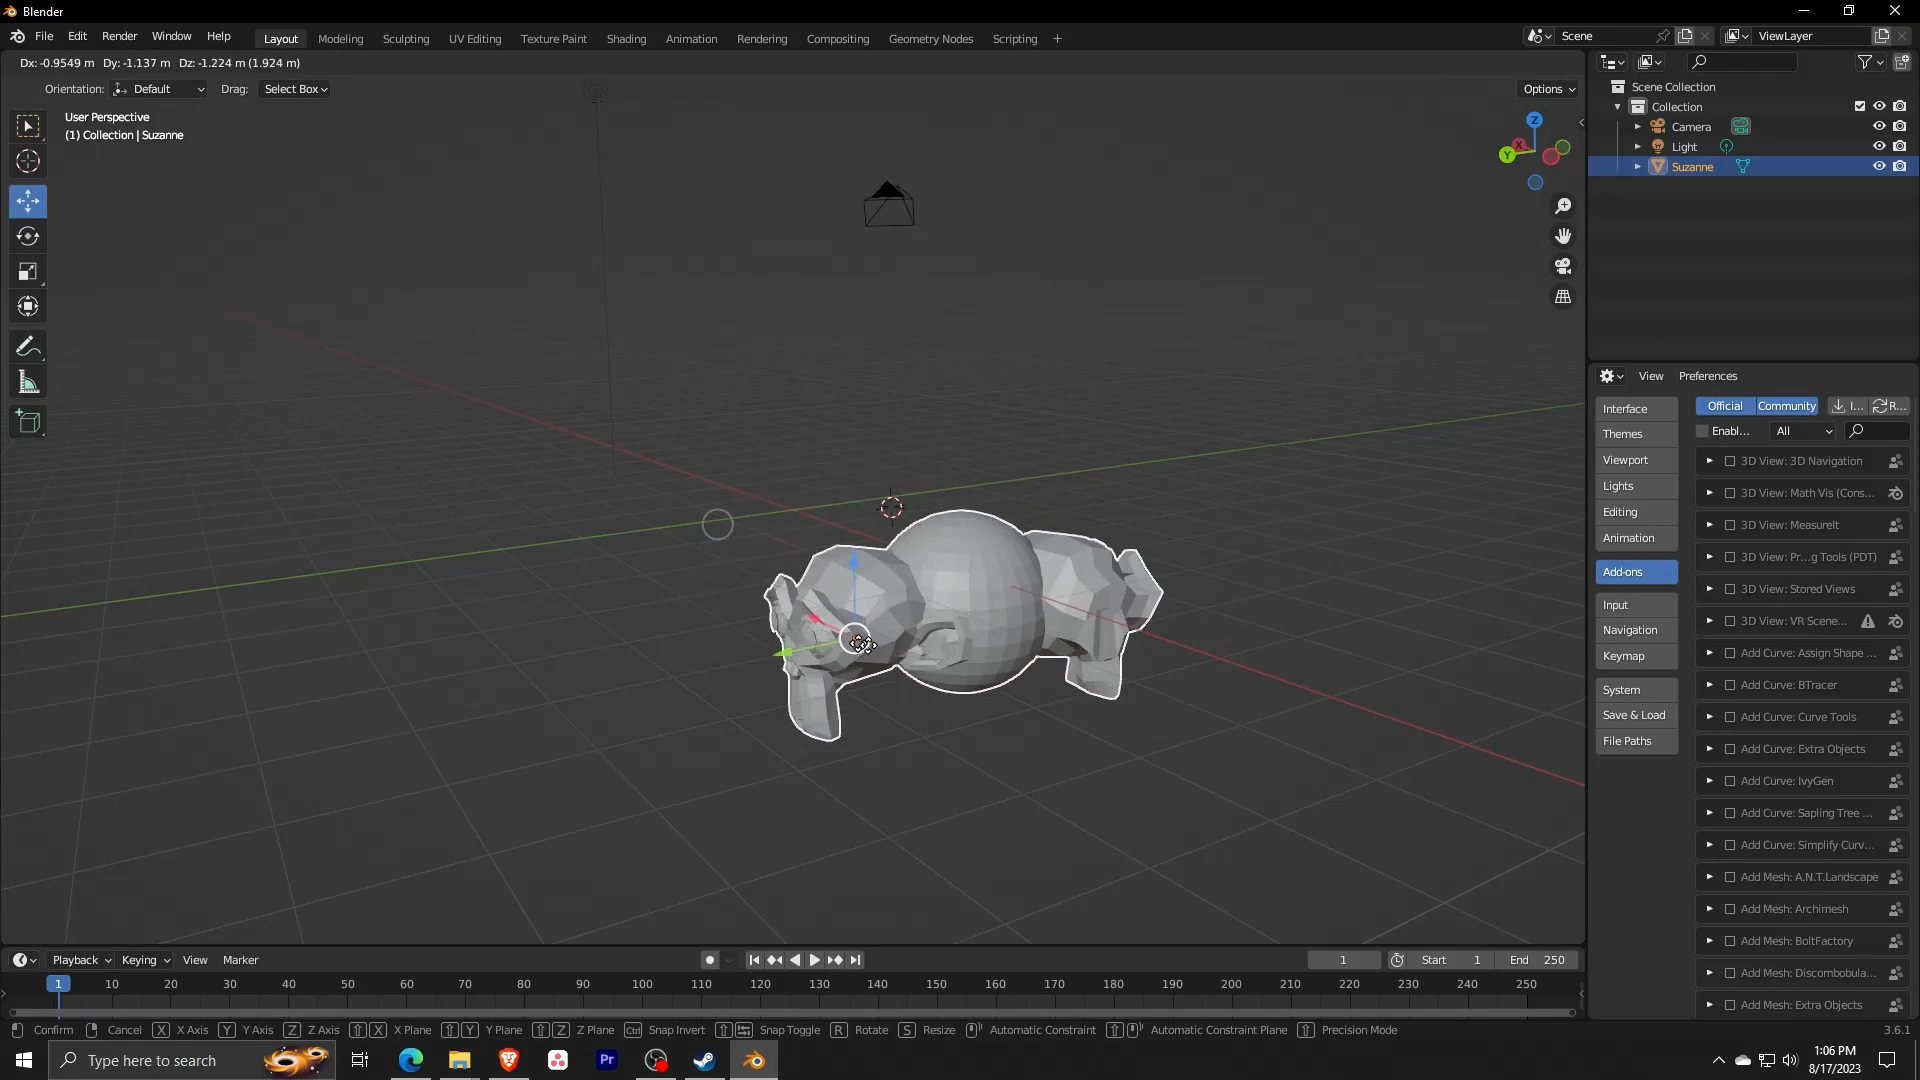 Blender
File Edit Render Window Help Layout Modeling Sculpting UV Editing Texture Paint Shading Animation Rendering Compositing Geometry Nodes Scripting + Scene ViewLayer
Dx: -0.9549 m Dy: -1.137 m Dz: -1.224 m (1.924 m)
Orientation: Default Drag: Select Box Options
User Perspective
(1) Collection | Suzanne
Z
X
Y
Scene Collection
Collection
Camera
Light
Suzanne
View Preferences
Interface
Themes
Viewport
Lights
Editing
Animation
Add-ons
Input
Navigation
Keymap
System
Save & Load
File Paths
Official Community I... R...
Enabl... All
3D View: 3D Navigation
3D View: Math Vis (Cons...
3D View: MeasureIt
3D View: Pr...g Tools (PDT)
3D View: Stored Views
3D View: VR Scene...
Add Curve: Assign Shape ...
Add Curve: BTracer
Add Curve: Curve Tools
Add Curve: Extra Objects
Add Curve: IvyGen
Add Curve: Sapling Tree ...
Add Curve: Simplify Curv...
Add Mesh: A.N.T.Landscape
Add Mesh: Archimesh
Add Mesh: BoltFactory
Add Mesh: Discombobula...
Add Mesh: Extra Objects
Playback Keying View Marker 1 Start 1 End 250
1 10 20 30 40 50 60 70 80 90 100 110 120 130 140 150 160 170 180 190 200 210 220 230 240 250
Confirm Cancel X X Axis Y Y Axis Z Z Axis X X Plane Y Y Plane Z Z Plane Ctrl Snap Invert Snap Toggle R Rotate S Resize Automatic Constraint Automatic Constraint Plane Precision Mode 3.6.1
Type here to search Pr
1:06 PM
8/17/2023